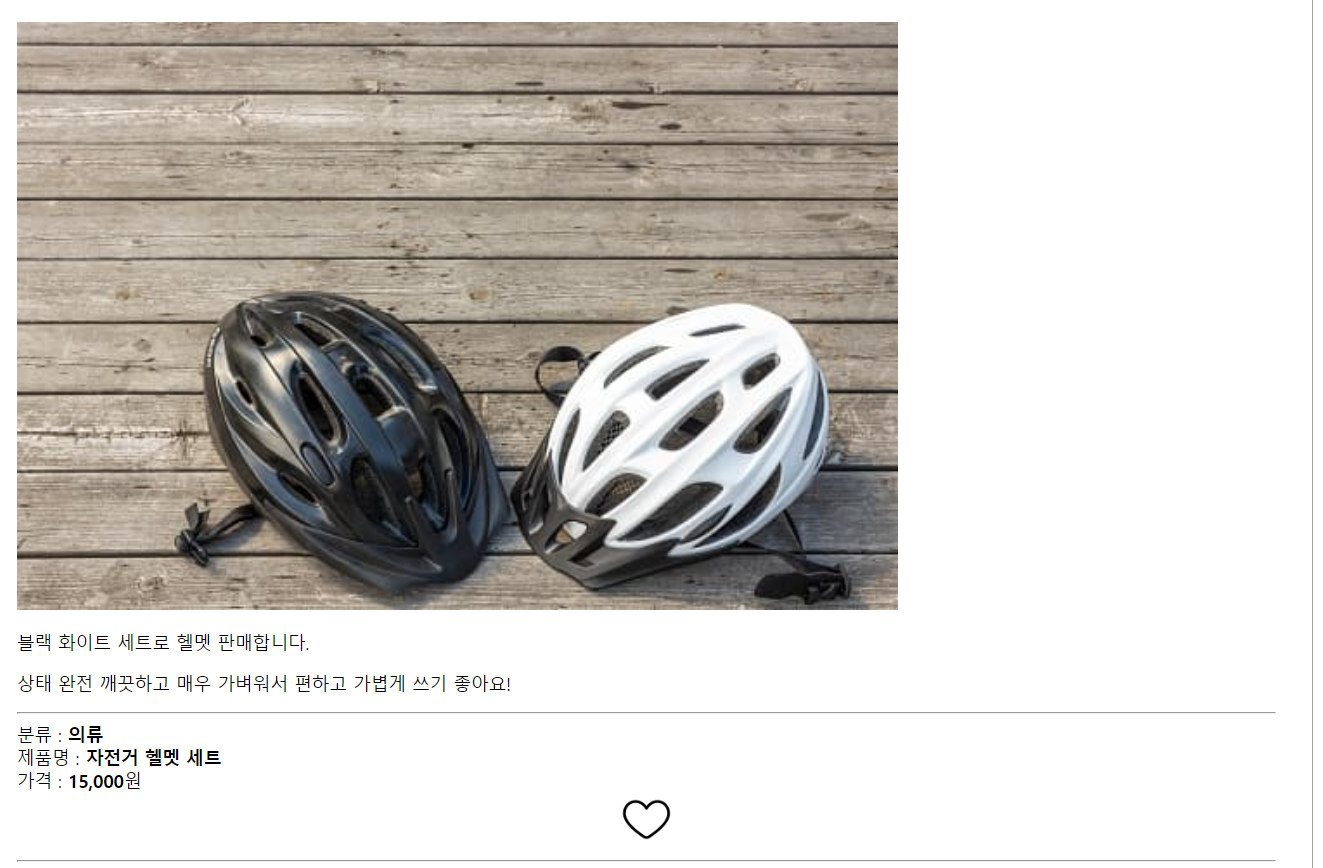 블랙 화이트 세트로 헬멧 판매합니다.
상태 완전 깨끗하고 매우 가벼워서 편하고 가볍게 쓰기 좋아요!
분류 : 의류
제품명 : 자전거 헬멧 세트
가격 : 15,000원